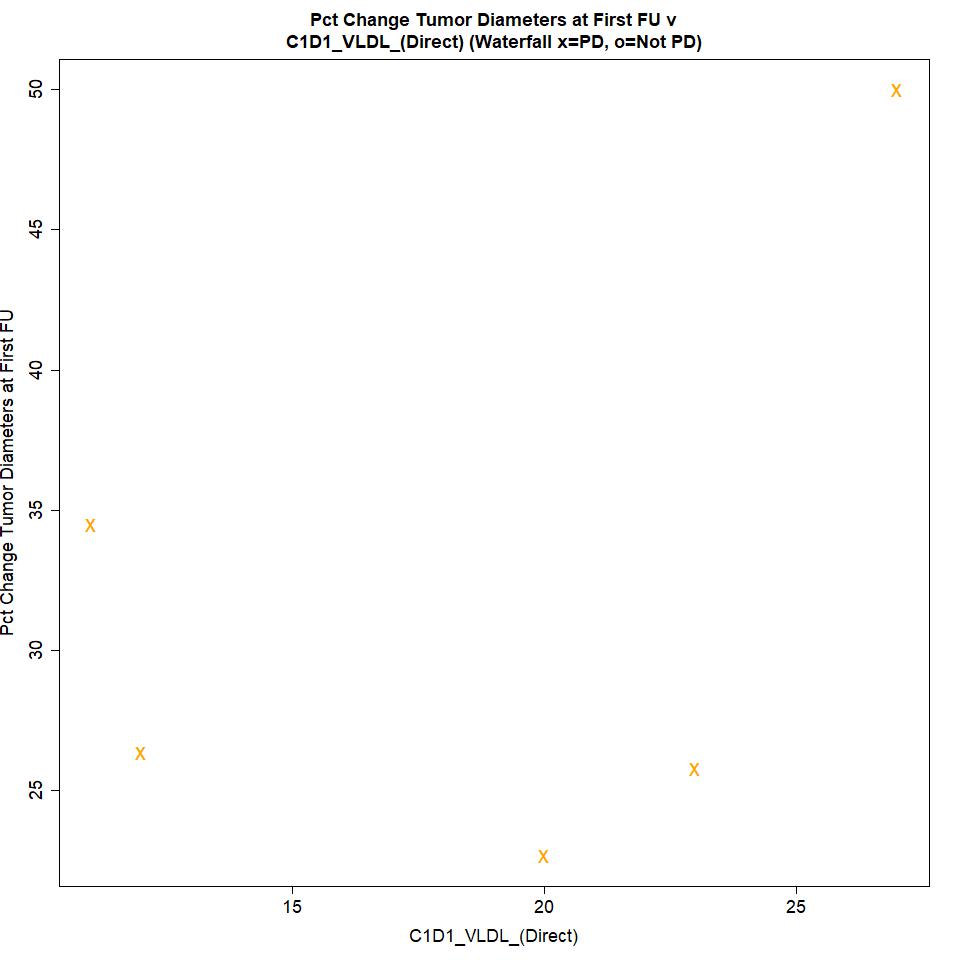 Pct Change Tumor Diameters at First FU v
C1D1_VLDL_(Direct) (Waterfall x=PD, o=Not PD)
Pct Change Tumor Diameters at First FU
50
45
40
35
30
25
X
X
X
X
X
15
20
25
C1D1_VLDL_(Direct)